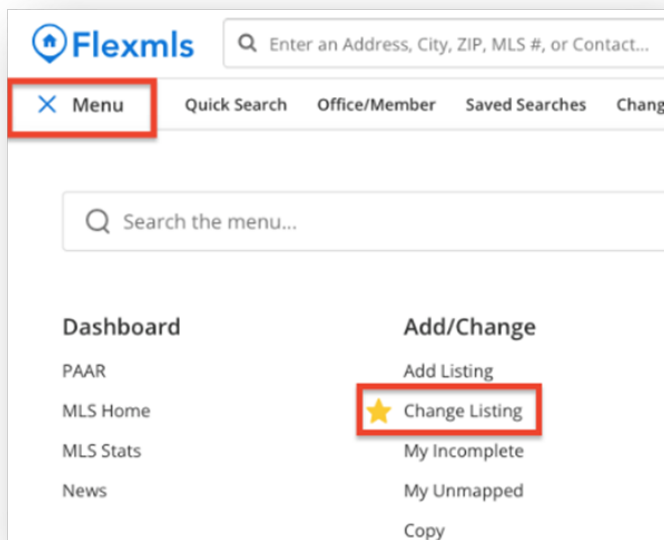 Flexmls
Enter an Address, City, ZIP, MLS #, or Contact...
Menu Quick Search Office/Member Saved Searches Chang
Search the menu...
Dashboard Add/Change
PAAR Add Listing
MLS Home Change Listing
MLS Stats My Incomplete
News My Unmapped
Copy